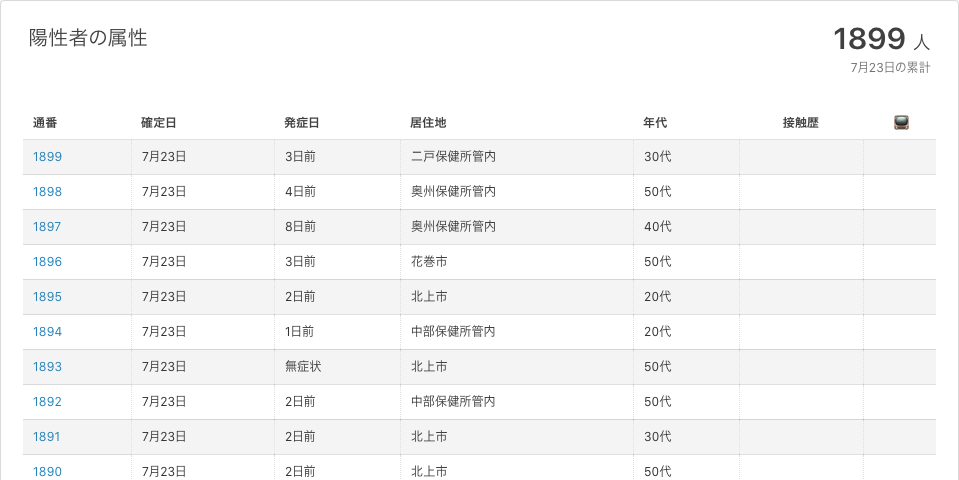 陽性者の属性
1899 人
7月23日の累計
通番 確定日 発症日 居住地 年代 接触歴
1899 7月23日 3日前 二戸保健所管内 30代
1898 7月23日 4日前 奥州保健所管内 50代
1897 7月23日 8日前 奥州保健所管内 40代
1896 7月23日 3日前 花巻市 50代
1895 7月23日 2日前 北上市 20代
1894 7月23日 1日前 中部保健所管内 20代
1893 7月23日 無症状 北上市 50代
1892 7月23日 2日前 中部保健所管内 50代
1891 7月23日 2日前 北上市 30代
1890 7月23日 2日前 北上市 50代